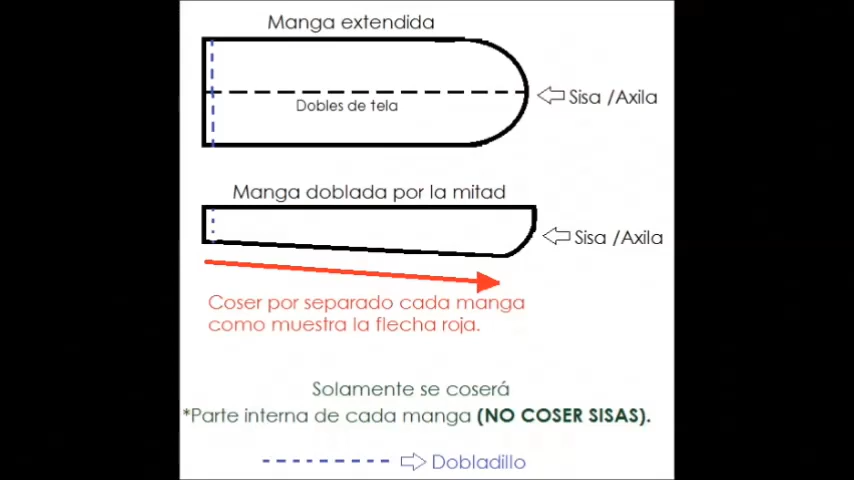 Manga extendida
Dobles de tela
Sisa /Axila
Manga doblada por la mitad
Sisa /Axila
Coser por separado cada manga
como muestra la flecha roja.
Solamente se coserá
*Parte interna de cada manga (NO COSER SISAS).
Dobladillo